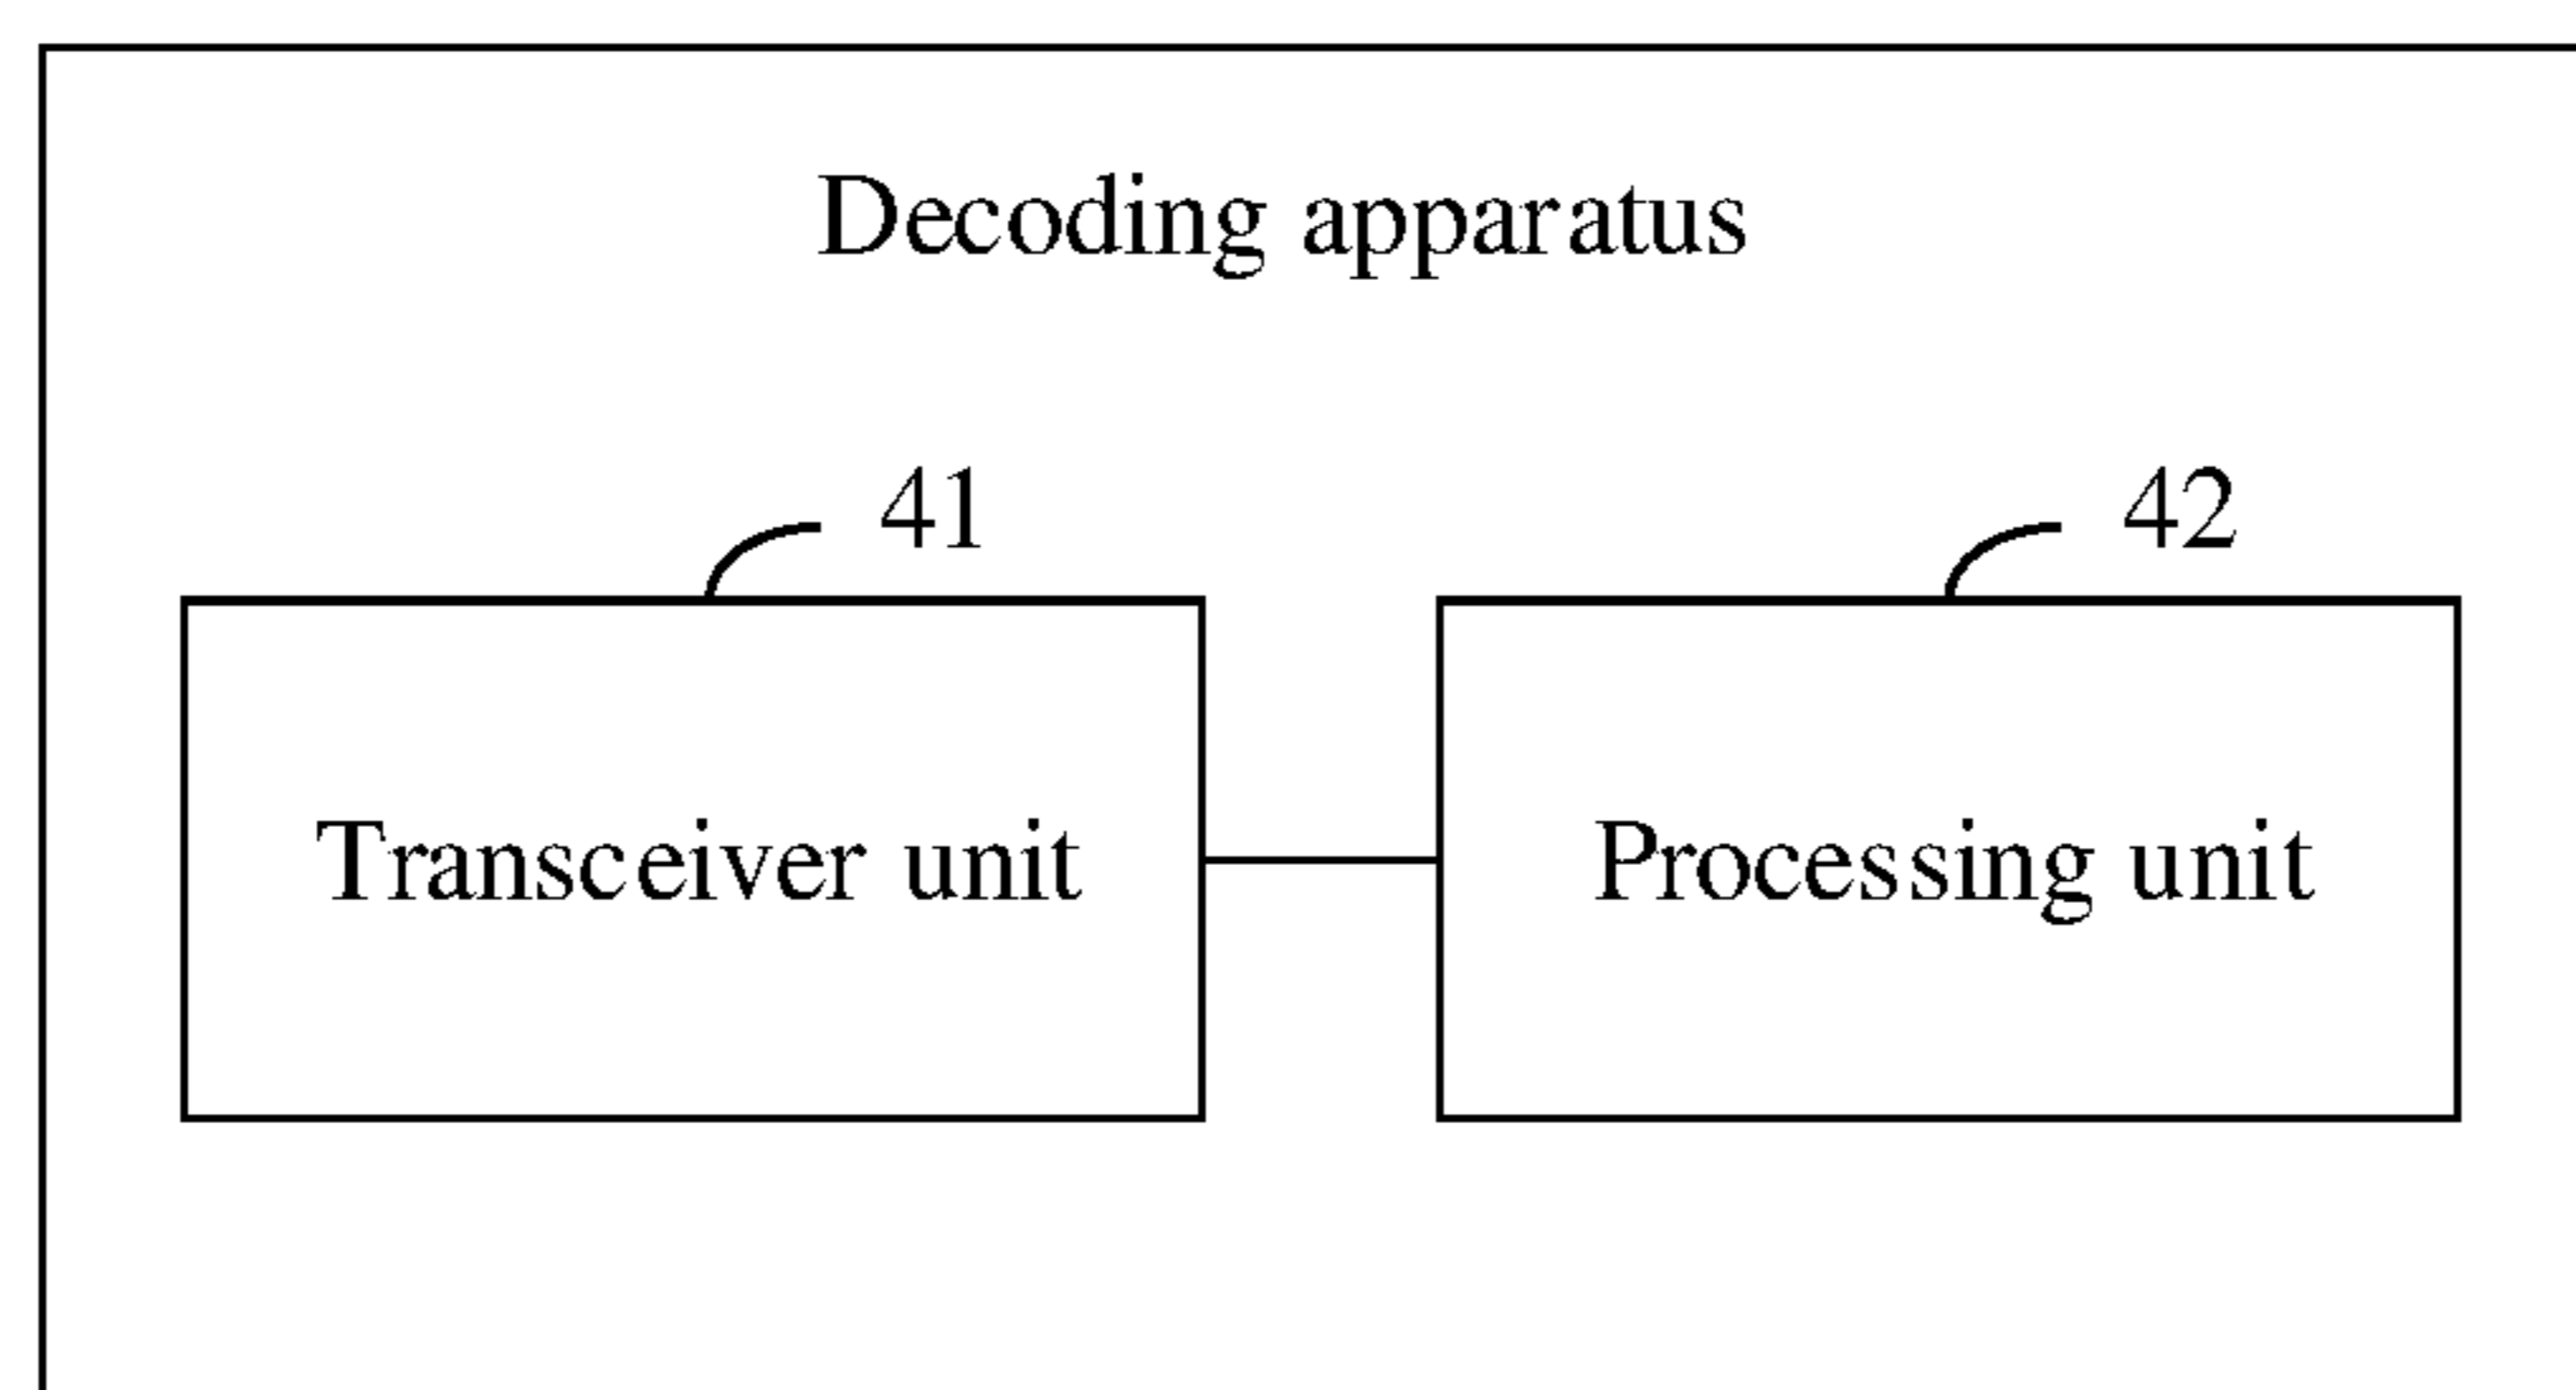 Decoding apparatus
41
42
Transceiver unit
Processing unit